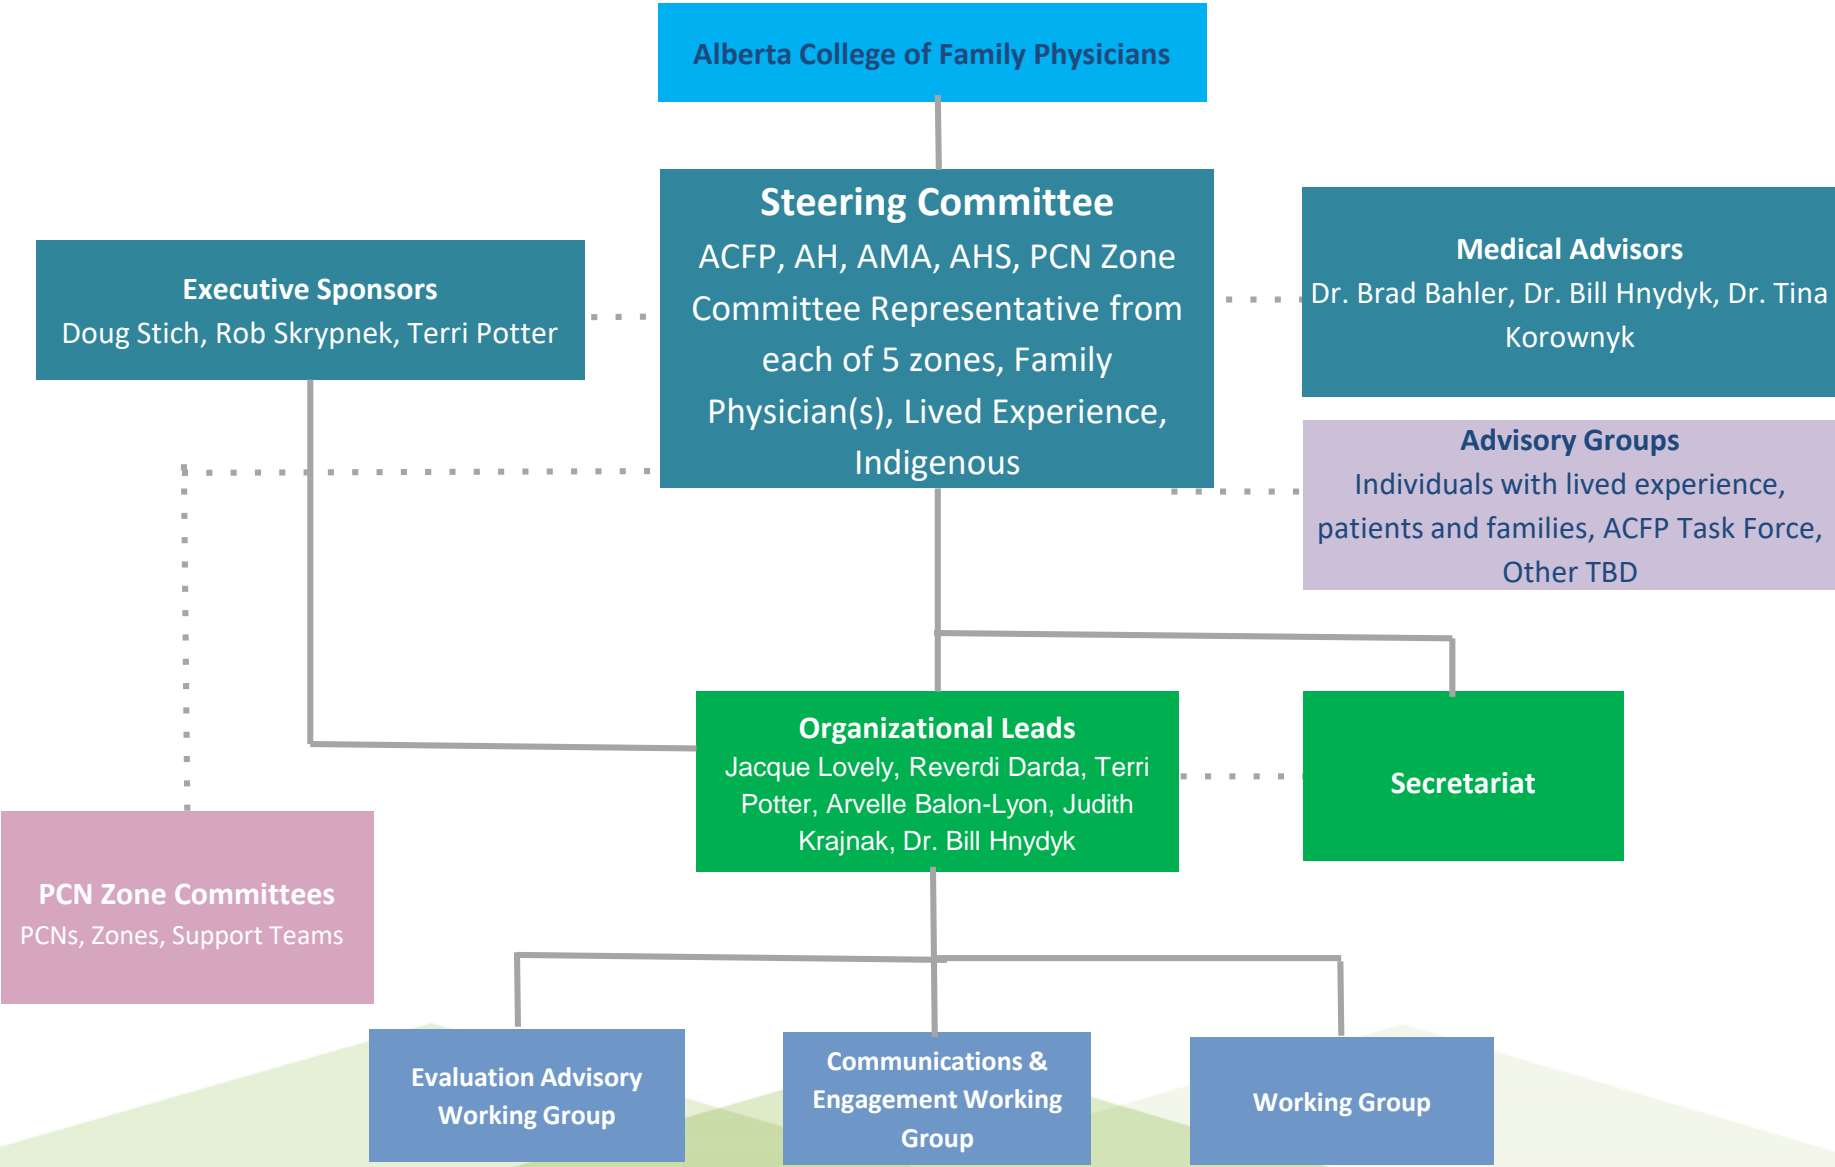 Alberta College of Family Physicians
Steering Committee
ACFP, AH, AMA, AHS, PCN Zone
Committee Representative from
each of 5 zones, Family
Physician(s), Lived Experience,
Indigenous
Executive Sponsors
Doug Stich, Rob Skrypnek, Terri Potter
Medical Advisors
Dr. Brad Bahler, Dr. Bill Hnydyk, Dr. Tina
Korownyk
Advisory Groups
Individuals with lived experience,
patients and families, ACFP Task Force,
Other TBD
Organizational Leads
Jacque Lovely, Reverdi Darda, Terri
Potter, Arvelle Balon-Lyon, Judith
Krajnak, Dr. Bill Hnydyk
Secretariat
PCN Zone Committees
PCNs, Zones, Support Teams
Evaluation Advisory
Working Group
Communications &
Engagement Working
Group
Working Group